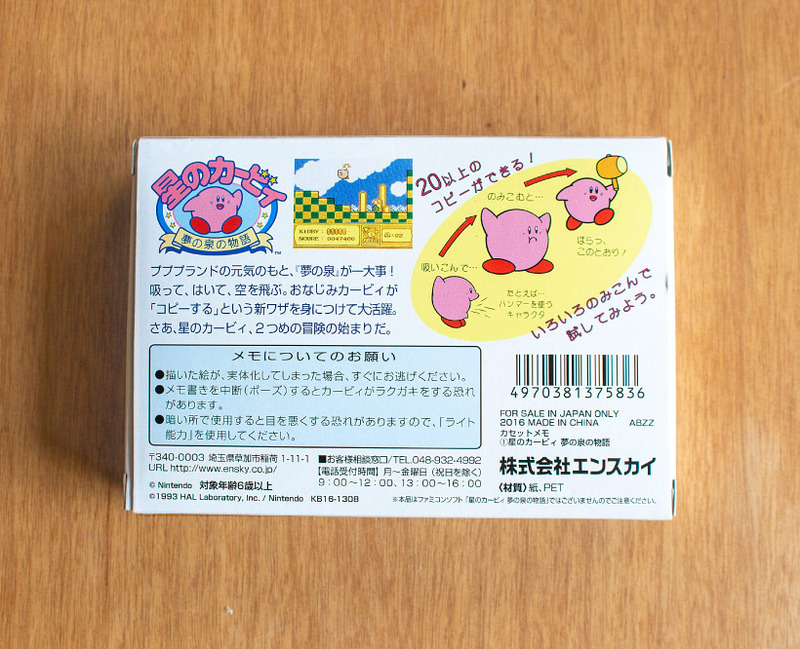 星のカービィ
夢の泉の物語
TM
KIRBY :
SCORE : 0047400
20以上の
コピーができる!
のみこむと…
ほらっ、
このとおり!
吸いこんで…
たとえば…
ハンマーを使う
キャラクタ
いろいろのみこんで
試してみよう。
プププランドの元気のもと、『夢の泉』が一大事!
吸って、はいて、空を飛ぶ。おなじみカービィが
「コピーする」という新ワザを身につけて大活躍。
さあ、星のカービィ、2つめの冒険の始まりだ。
メモについてのお願い
●描いた絵が、実体化してしまった場合、すぐにお逃げください。
●メモ書きを中断(ポーズ)するとカービィがラクガキをする恐れ
があります。
●暗い所で使用すると目を悪くする恐れがありますので、「ライト
能力」を使用してください。
4970381375836
FOR SALE IN JAPAN ONLY
2016 MADE IN CHINA ABZZ
カセットメモ
①星のカービィ 夢の泉の物語
株式会社エンスカイ
〈材質〉紙、PET
〒340-0003 埼玉県草加市稲荷 1-11-1
URL http://www.ensky.co.jp/
■お客様相談窓口/TEL.048-932-4992
【電話受付時間】月~金曜日(祝日を除く)
9:00~12:00、13:00~16:00
© Nintendo 対象年齢6歳以上
©1993 HAL Laboratory, Inc. / Nintendo KB16-1308
※本品はファミコンソフト「星のカービィ 夢の泉の物語」ではございませんのでご注意ください。